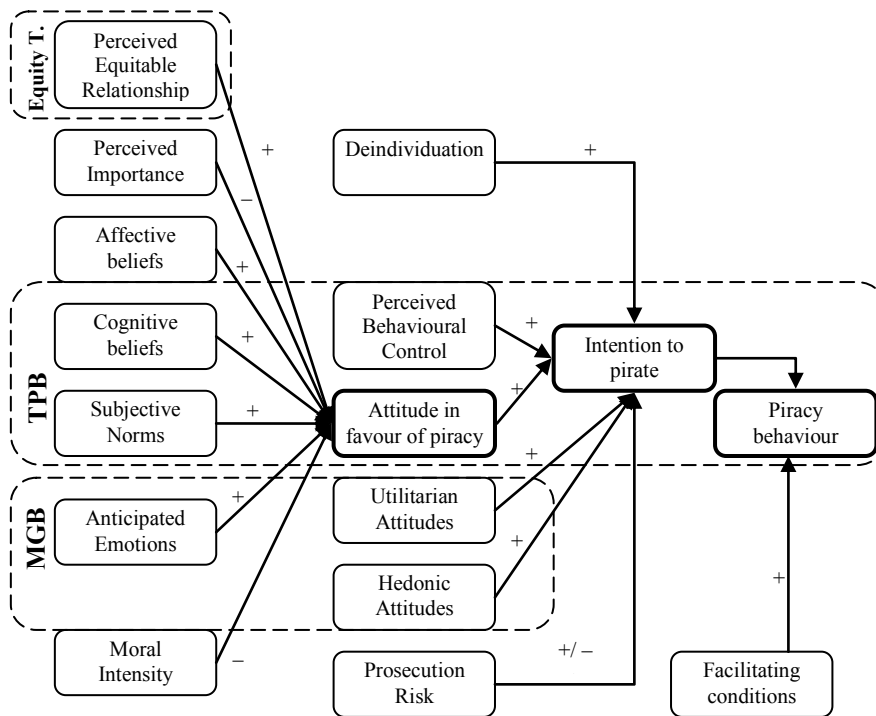 Equity T.
Perceived
Equitable
Relationship
+
Perceived
Importance
–
Deindividuation
+
Affective
beliefs
+
TPB
Cognitive
beliefs
+
Perceived
Behavioural
Control
+
Intention to
pirate
Subjective
Norms
+
Attitude in
favour of piracy
+
Piracy
behaviour
MGB
Anticipated
Emotions
+
Utilitarian
Attitudes
+
Hedonic
Attitudes
+
+
Moral
Intensity
–
Prosecution
Risk
+/ –
Facilitating
conditions